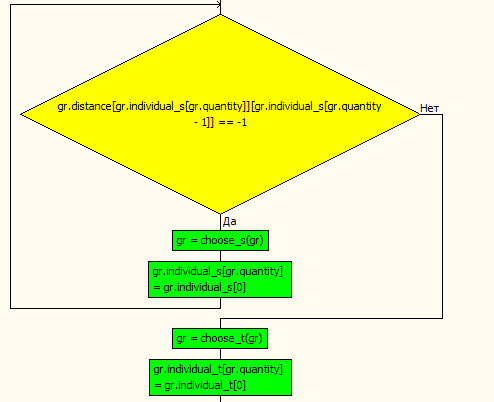 gr.distance[gr.individual_s[gr.quantity]][gr.individual_s[gr.quantity
- 1]] == -1
Нет
Да
gr = choose_s(gr)
gr.individual_s[gr.quantity]
= gr.individual_s[0]
gr = choose_t(gr)
gr.individual_t[gr.quantity]
= gr.individual_t[0]